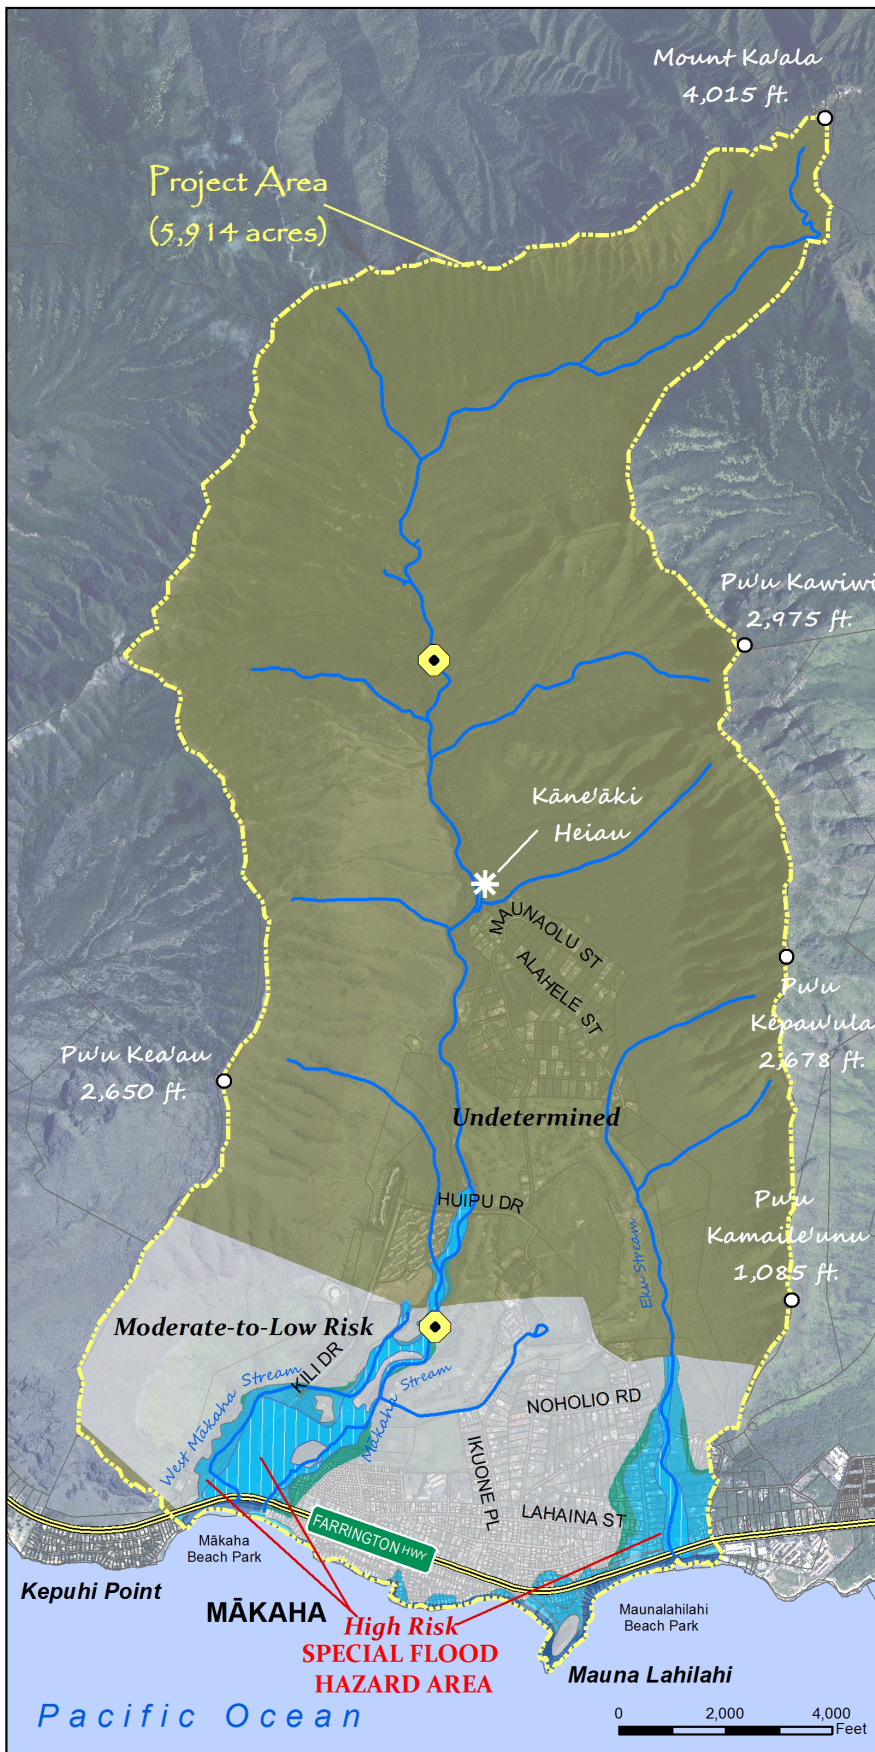 Mount Ka'ala
4,015 ft.
Project Area
(5,914 acres)
Pu'u Kawiwi
2,975 ft.
Kāne'āki
Heiau
MAUNAOLU ST
ALAHELE ST
Pu'u
Kepau'ula
2,678 ft.
Pu'u Kea'au
2,650 ft.
Undetermined
HUIPU DR
Pu'u
Kamaile'unu
1,085 ft.
Eku Stream
Moderate-to-Low Risk
KILI DR
West Mākaha Stream
Mākaha Stream
NOHOLIO RD
IKUONE PL
LAHAINA ST
FARRINGTON HWY
Mākaha
Beach Park
Kepuhi Point
MĀKAHA
High Risk
SPECIAL FLOOD
HAZARD AREA
Maunalahilahi
Beach Park
Mauna Lahilahi
Pacific Ocean
0 2,000 4,000
Feet